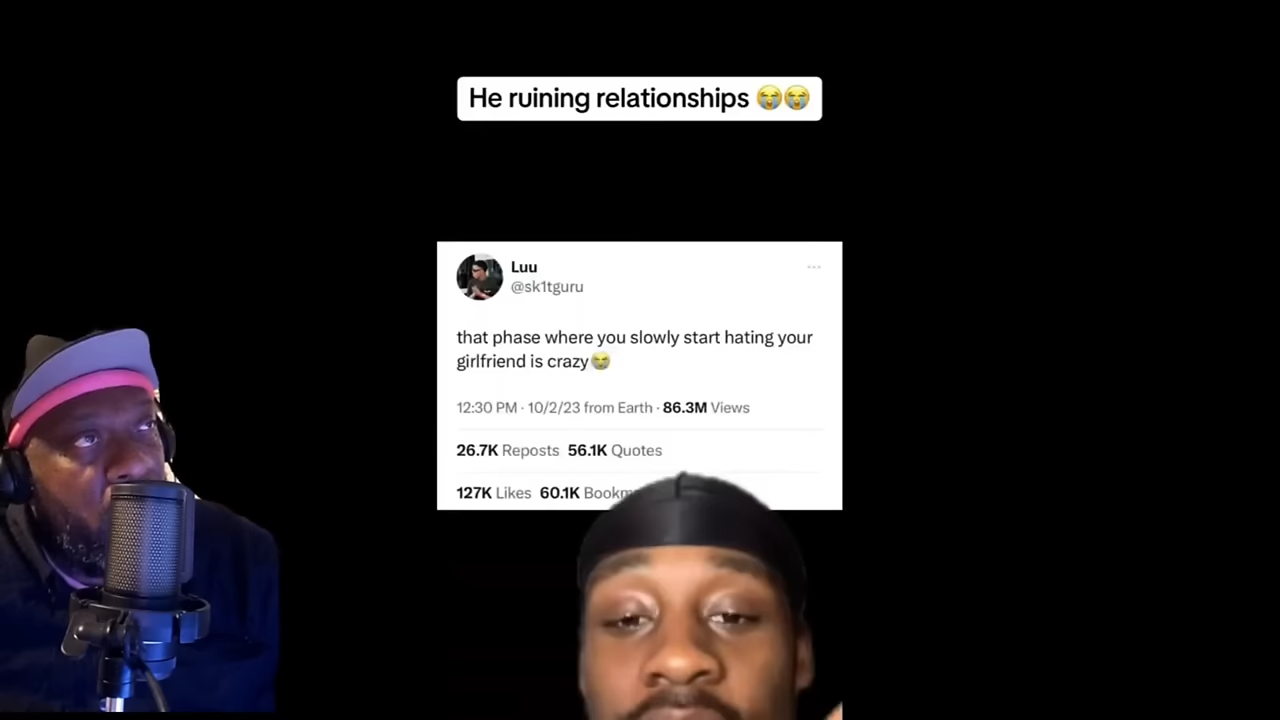 He ruining relationships 😭😭
Luu
@sk1tguru
that phase where you slowly start hating your
girlfriend is crazy😭
12:30 PM · 10/2/23 from Earth · 86.3M Views
26.7K Reposts 56.1K Quotes
127K Likes 60.1K